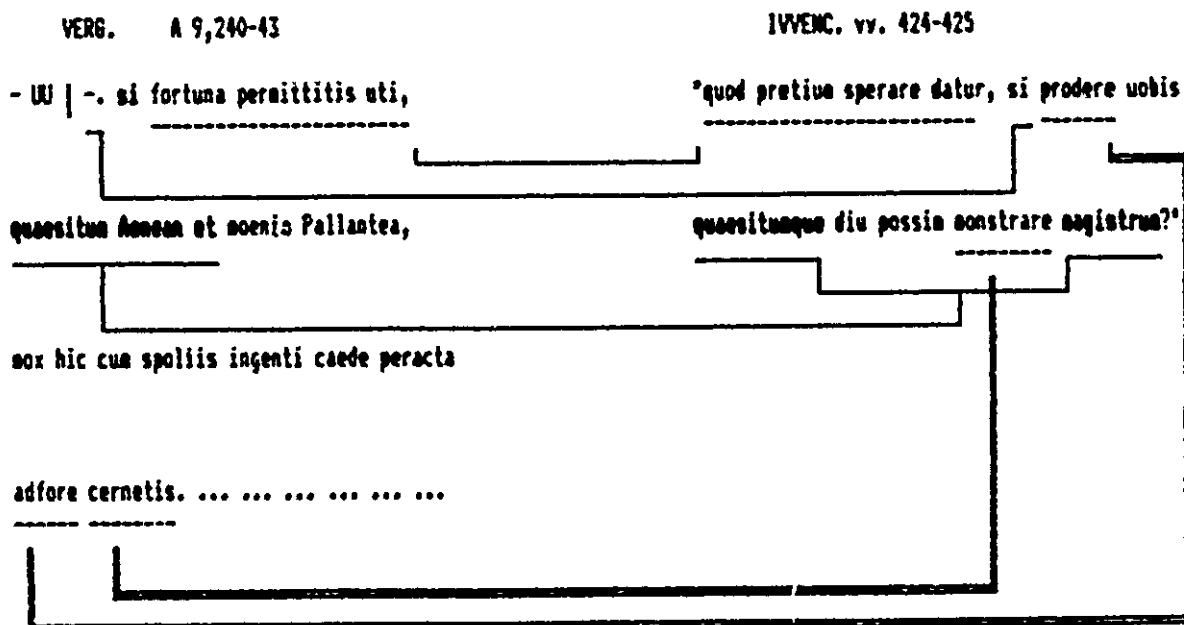 VERG. A 9,240-43 IVVENC. vv. 424-425
- UU | -. si fortuna permittitis uti, "quod pretium sperare datur, si prodere uobis
quaesitum Aenean et moenia Pallantea, quaesitumque diu possim monstrare magistrum?"
mox hic cum spoliis ingenti caede peracta
adfore cernetis. ... ... ... ... ... ...